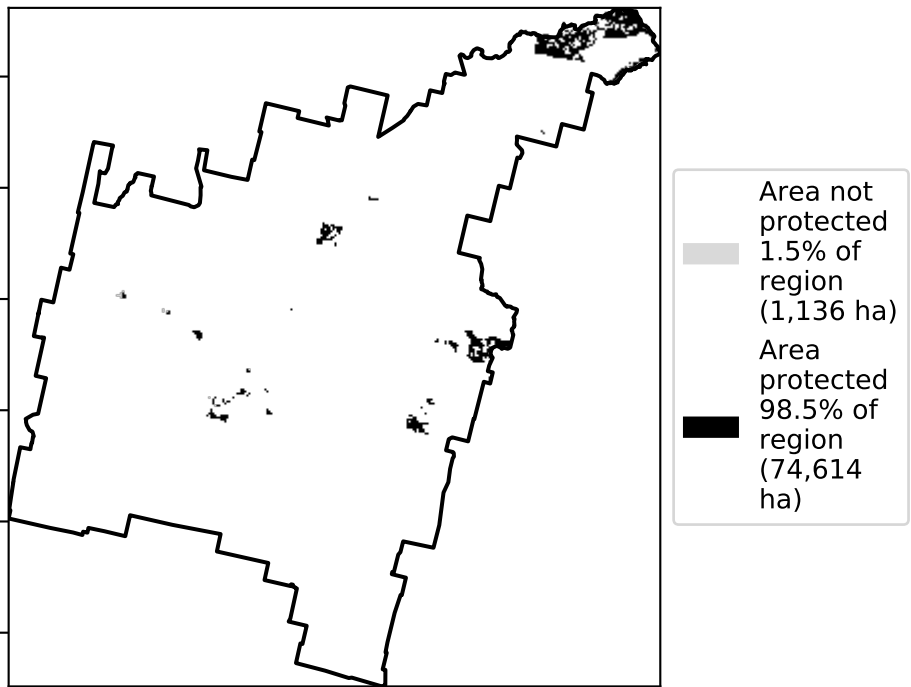 Area not
protected
1.5% of
region
(1,136 ha)
Area
protected
98.5% of
region
(74,614
ha)